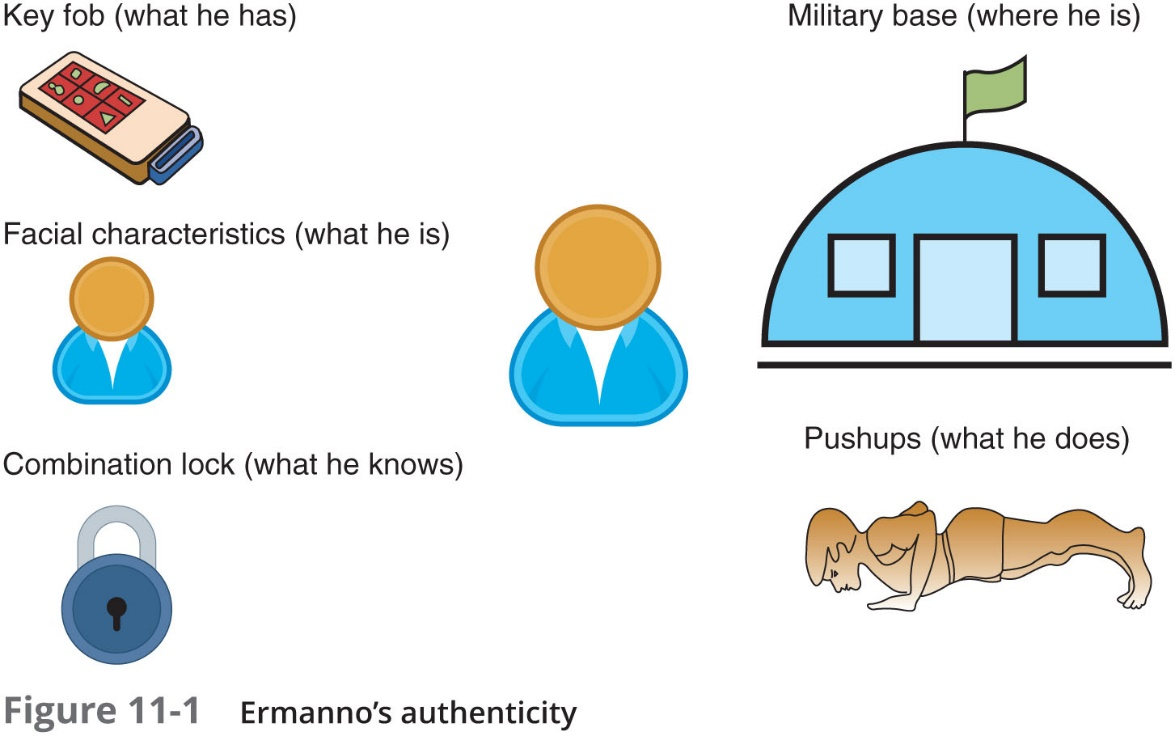 Key fob (what he has)
Military base (where he is)
Facial characteristics (what he is)
Pushups (what he does)
Combination lock (what he knows)
Figure 11-1 Ermanno’s authenticity